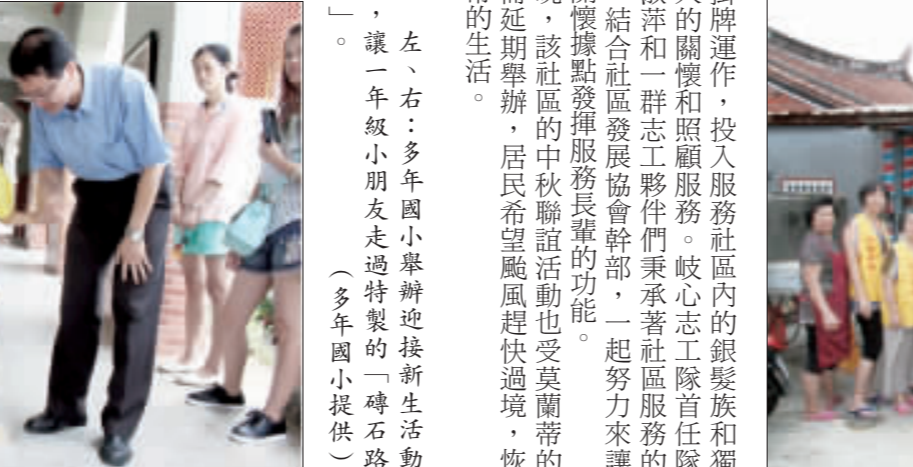 掛牌運作，投入服務社區內的銀髮族和獨
人的關懷和照顧服務。岐心志工隊首任隊
淑萍和一群志工夥伴們秉承著社區服務的
結合社區發展協會幹部，一起努力來讓
關懷據點發揮服務長輩的功能。
境，該社區的中秋聯誼活動也受莫蘭蒂的
而延期舉辦，居民希望颱風趕快過境，恢
常的生活。
左、右：多年國小舉辦迎接新生活動
，讓一年級小朋友走過特製的「磚石路
」。
（多年國小提供）